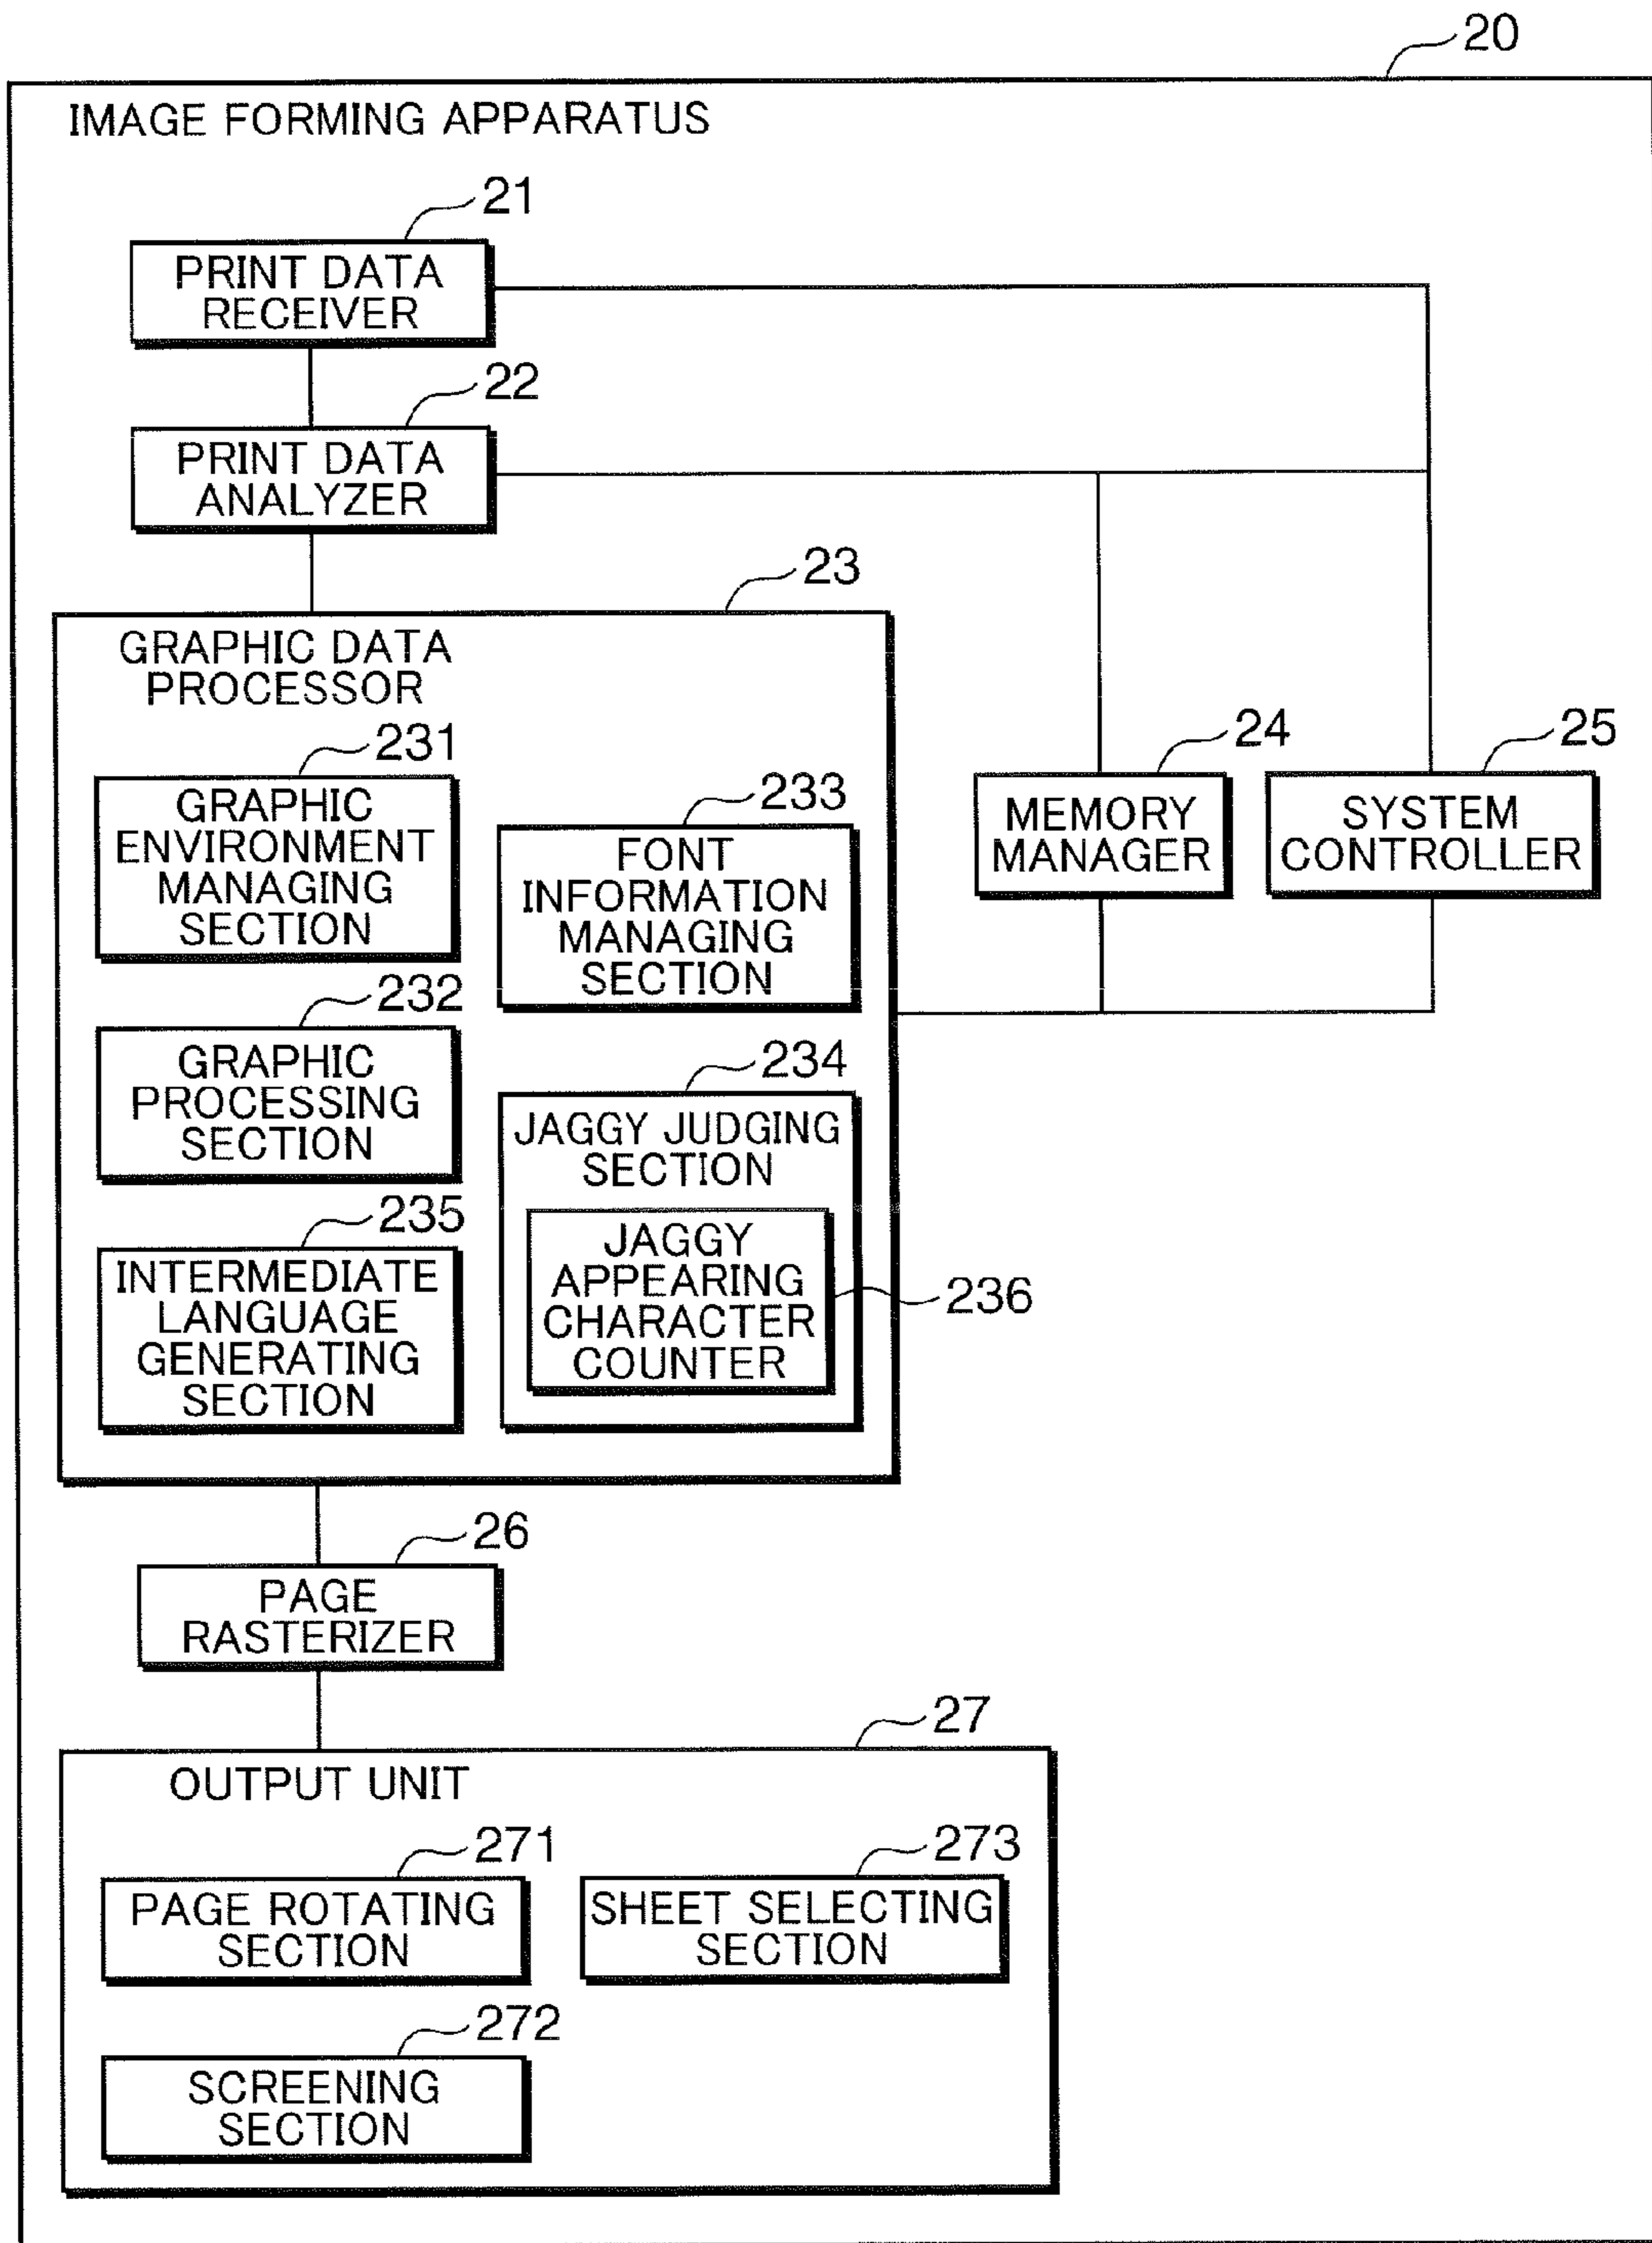 20
IMAGE FORMING APPARATUS
21
PRINT DATA
RECEIVER
22
PRINT DATA
ANALYZER
23
GRAPHIC DATA
PROCESSOR
231
GRAPHIC
ENVIRONMENT
MANAGING
SECTION
233
FONT
INFORMATION
MANAGING
SECTION
24
MEMORY
MANAGER
25
SYSTEM
CONTROLLER
232
GRAPHIC
PROCESSING
SECTION
234
JAGGY JUDGING
SECTION
235
INTERMEDIATE
LANGUAGE
GENERATING
SECTION
JAGGY
APPEARING
CHARACTER
COUNTER
236
26
PAGE
RASTERIZER
27
OUTPUT UNIT
271
PAGE ROTATING
SECTION
273
SHEET SELECTING
SECTION
272
SCREENING
SECTION